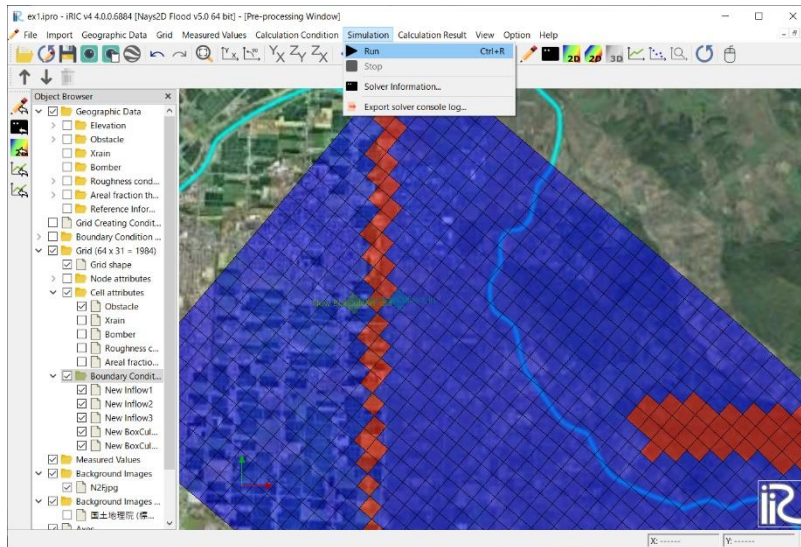 ex1.ipro - iRIC v4 4.0.0.6884 [Nays2D Flood v5.0 64 bit] - [Pre-processing Window]
File Import Geographic Data Grid Measured Values Calculation Condition Simulation Calculation Result View Option Help
Run Ctrl+R
Stop
Solver Information...
Export solver console log...
2D 2D 3D
Object Browser
Geographic Data
Elevation
Obstacle
Xrain
Bomber
Roughness cond...
Areal fraction th...
Reference Infor...
Grid Creating Condit...
Boundary Condition ...
Grid (64 x 31 = 1984)
Grid shape
Node attributes
Cell attributes
Obstacle
Xrain
Bomber
Roughness c...
Areal fractio...
Boundary Condit...
New Inflow1
New Inflow2
New Inflow3
New BoxCul...
New BoxCul...
Measured Values
Background Images
N2Fjpg
Background Images ...
国土地理院 (標...
Axes
iRIC
X: ------
Y: ------